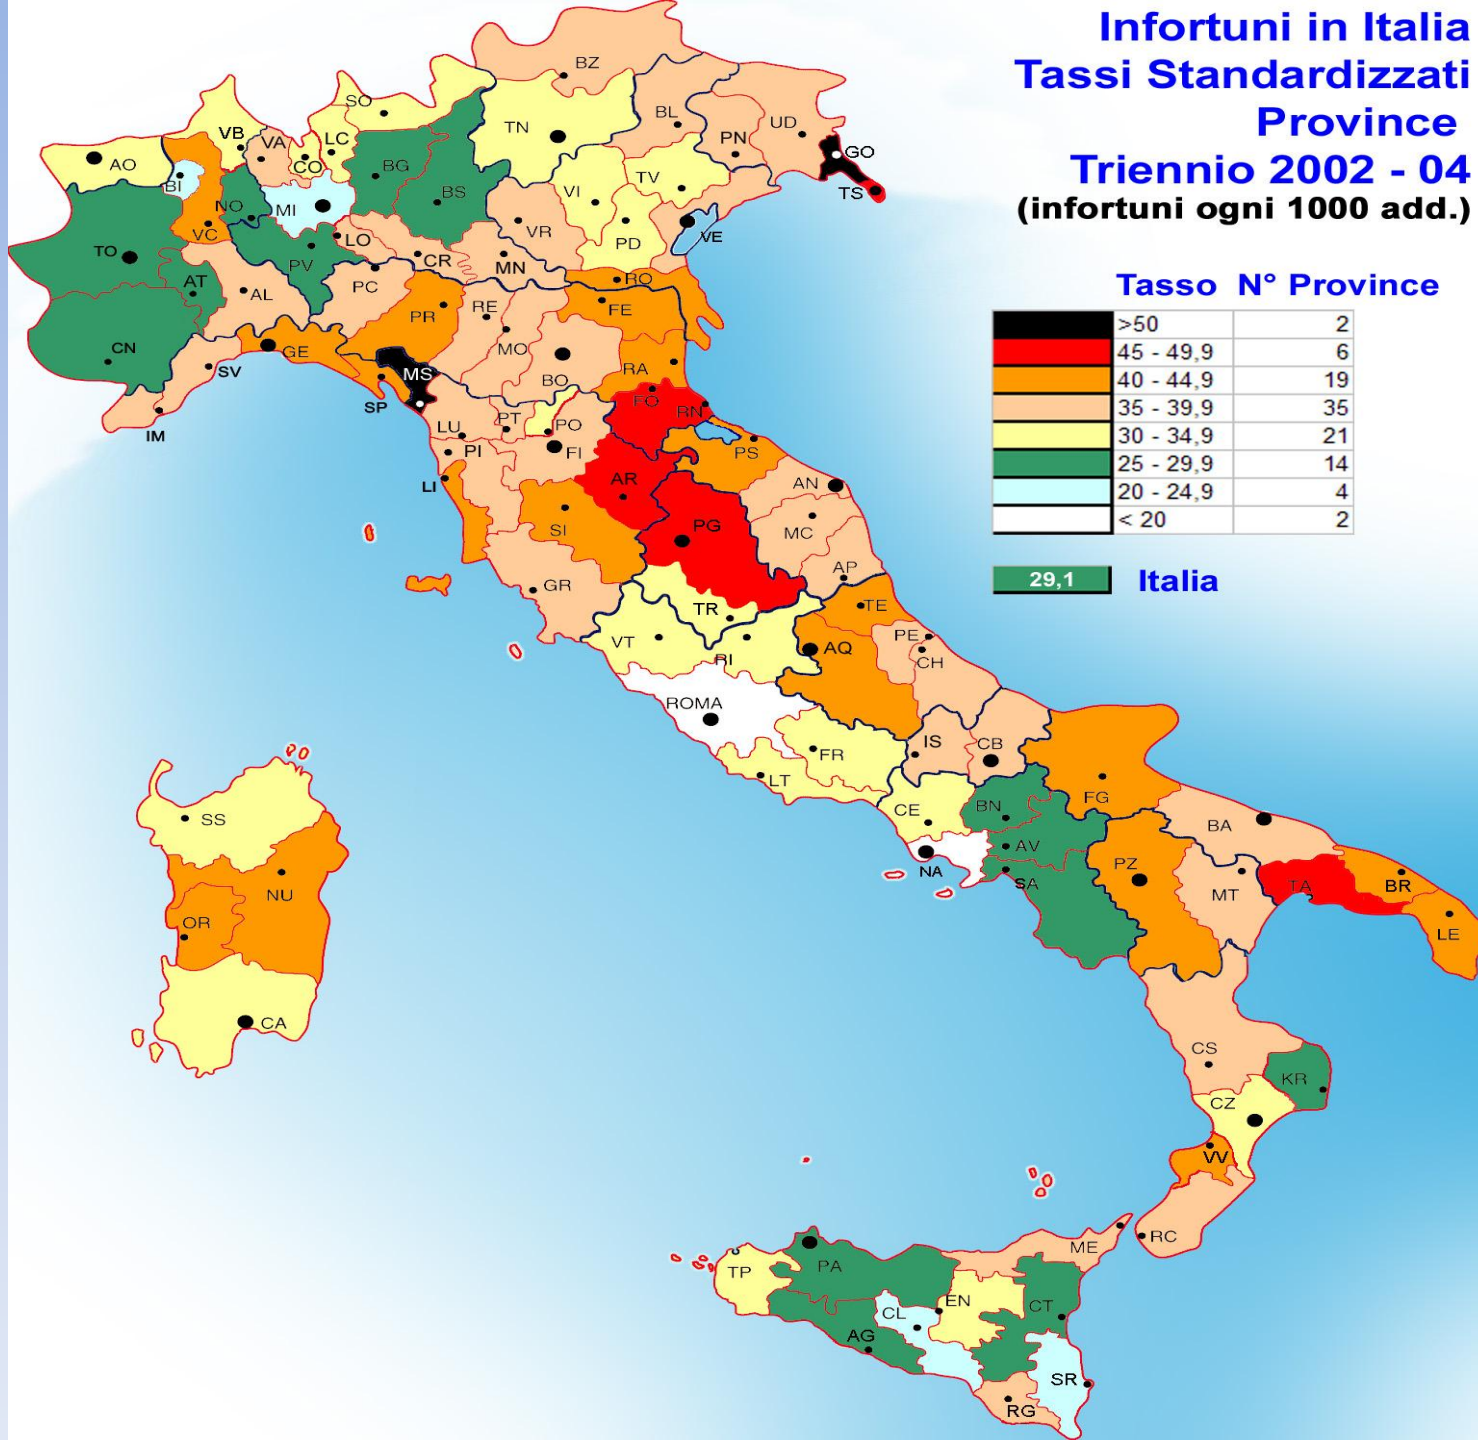 Infortuni in Italia
Tassi Standardizzati
Province
Triennio 2002 - 04
(infortuni ogni 1000 add.)
Tasso N° Province
>50 2
45 - 49,9 6
40 - 44,9 19
35 - 39,9 35
30 - 34,9 21
25 - 29,9 14
20 - 24,9 4
< 20 2
29,1 Italia
BZ
SO
BL
UD
TN
PN
VB
VA
LC
CO
GO
AO
BI
BG
BS
VI
TV
TS
NO
MI
VC
LO
VR
PD
VE
TO
PV
CR
MN
AT
AL
PC
RO
PR
RE
FE
CN
GE
MO
SV
MS
BO
RA
SP
IM
LU
PT
PO
FO
RN
PI
FI
PS
LI
AR
AN
SI
PG
MC
GR
AP
TR
TE
VT
RI
AQ
PE
CH
ROMA
IS
CB
FR
LT
FG
SS
CE
BN
BA
AV
NA
SA
PZ
MT
TA
BR
NU
OR
LE
CA
CS
KR
CZ
VV
RC
ME
TP
PA
EN
CT
CL
AG
SR
RG